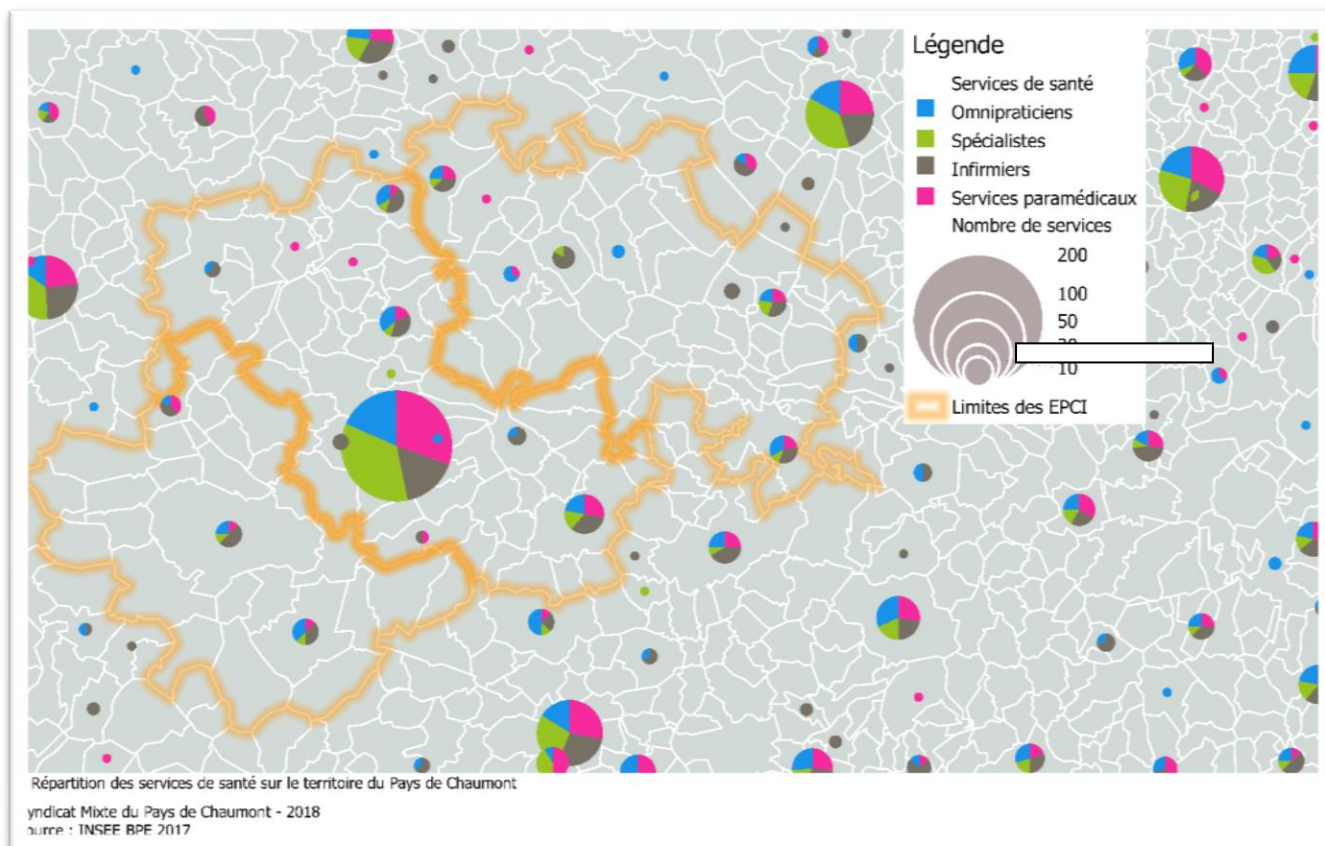 Légende
Services de santé
Omnipraticiens
Spécialistes
Infirmiers
Services paramédicaux
Nombre de services
200
100
50
10
Limites des EPCI
Répartition des services de santé sur le territoire du Pays de Chaumont
yndicat Mixte du Pays de Chaumont - 2018
ource : INSEE BPE 2017